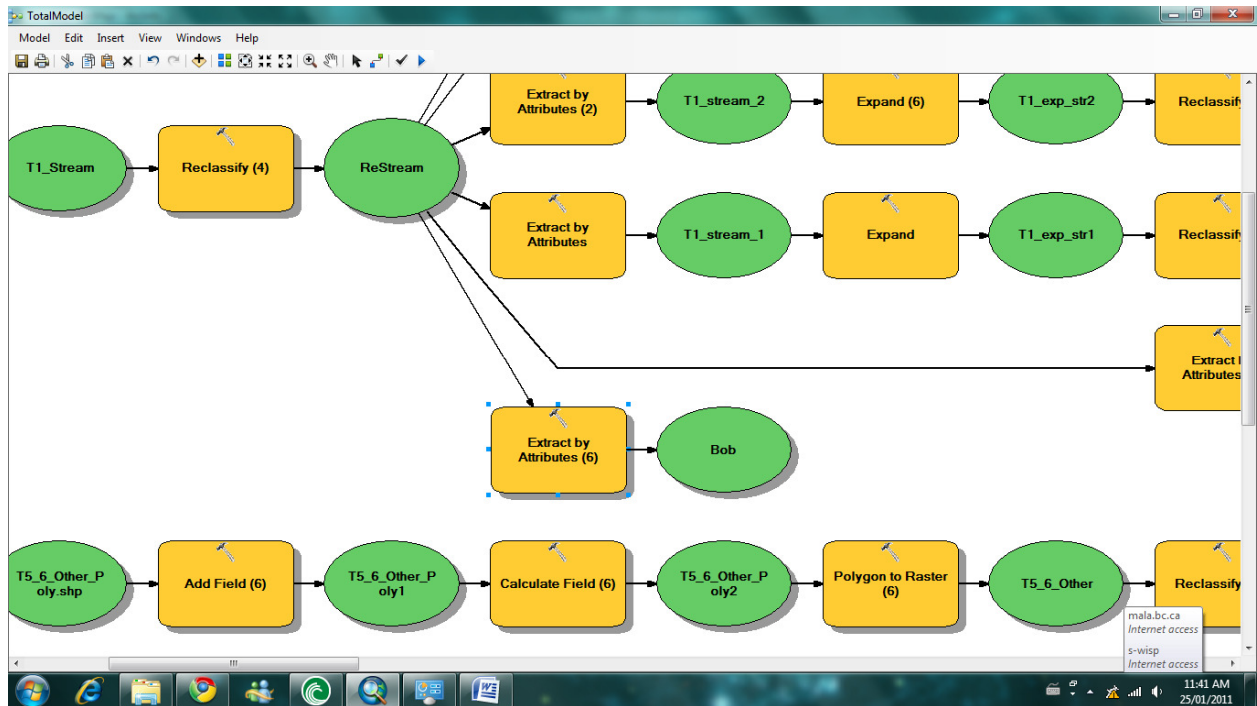 TotalModel
Model Edit Insert View Windows Help
Extract by
Attributes (2)
T1_stream_2
Expand (6)
T1_exp_str2
Reclassify
T1_Stream
Reclassify (4)
ReStream
Extract by
Attributes
T1_stream_1
Expand
T1_exp_str1
Reclassify
Extract
Attributes
Extract by
Attributes (6)
Bob
T5_6_Other_P
oly.shp
Add Field (6)
T5_6_Other_P
oly1
Calculate Field (6)
T5_6_Other_P
oly2
Polygon to Raster
(6)
T5_6_Other
Reclassify
mala.bc.ca
Internet access
s-wisp
Internet access
11:41 AM
25/01/2011